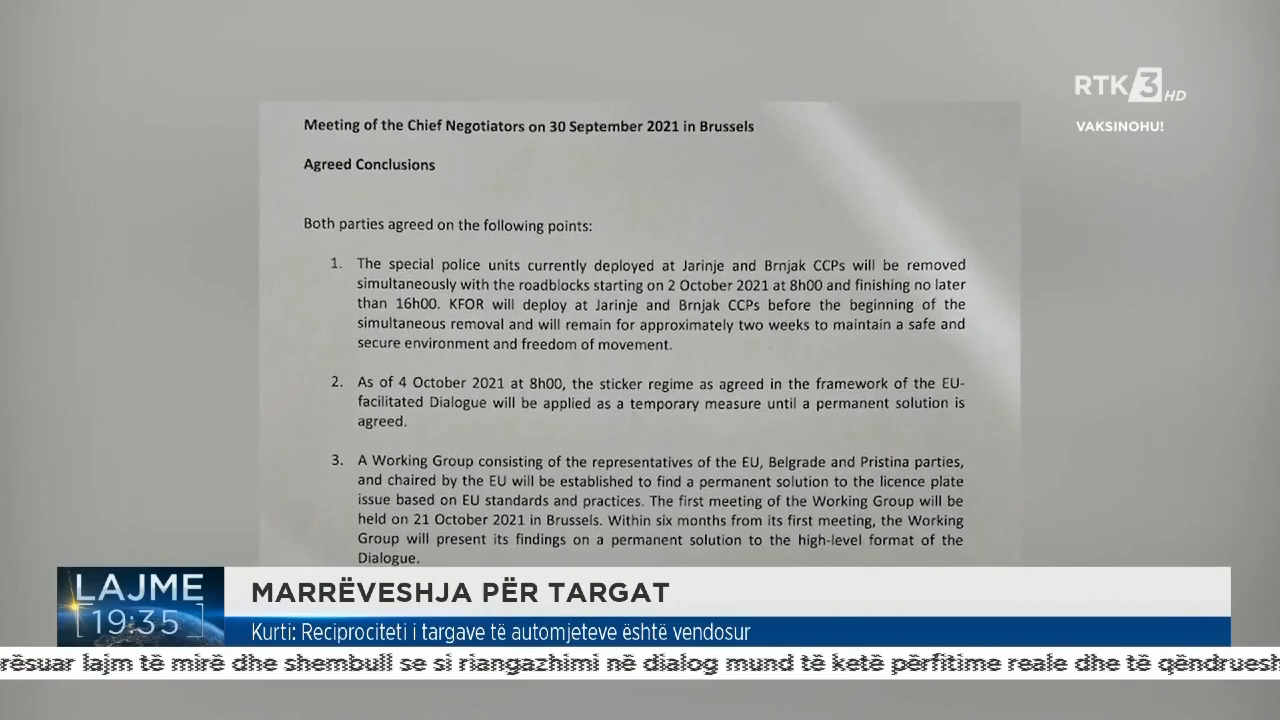 RTK 3 HD
VAKSINOHU!
Meeting of the Chief Negotiators on 30 September 2021 in Brussels
Agreed Conclusions
Both parties agreed on the following points:
1. The special police units currently deployed at Jarinje and Brnjak CCPs will be removed
simultaneously with the roadblocks starting on 2 October 2021 at 8h00 and finishing no later
than 16h00. KFOR will deploy at Jarinje and Brnjak CCPs before the beginning of the
simultaneous removal and will remain for approximately two weeks to maintain a safe and
secure environment and freedom of movement.
2. As of 4 October 2021 at 8h00, the sticker regime as agreed in the framework of the EU-
facilitated Dialogue will be applied as a temporary measure until a permanent solution is
agreed.
3. A Working Group consisting of the representatives of the EU, Belgrade and Pristina parties,
and chaired by the EU will be established to find a permanent solution to the licence plate
issue based on EU standards and practices. The first meeting of the Working Group will be
held on 21 October 2021 in Brussels. Within six months from its first meeting, the Working
Group will present its findings on a permanent solution to the high-level format of the
Dialogue.
LAJME
19:35
MARRËVESHJA PËR TARGAT
Kurti: Reciprociteti i targave të automjeteve është vendosur
rësuar lajm të mirë dhe shembull se si riangazhimi në dialog mund të ketë përfitime reale dhe të qëndruesh